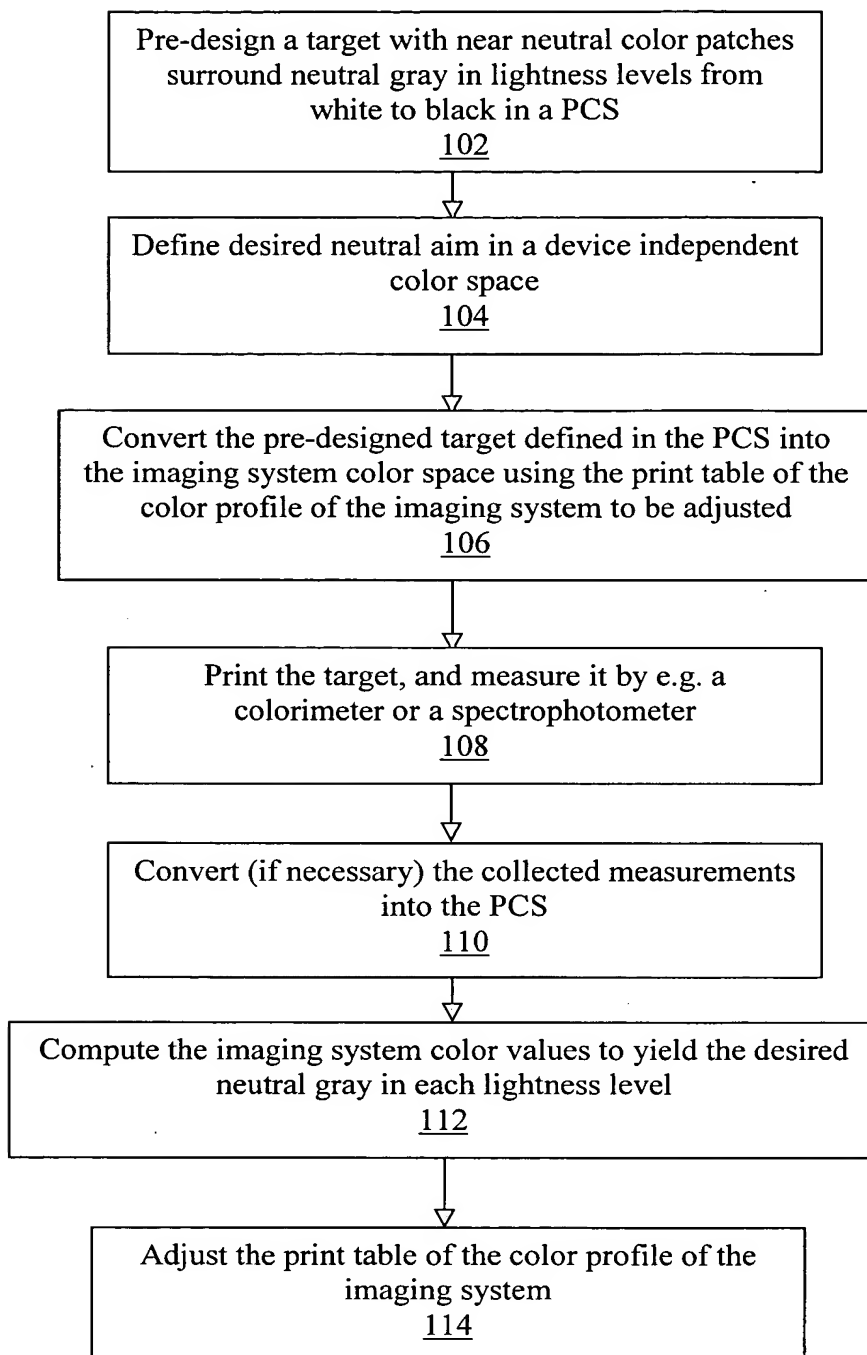 Pre-design a target with near neutral color patches
surround neutral gray in lightness levels from
white to black in a PCS
102
Define desired neutral aim in a device independent
color space
104
Convert the pre-designed target defined in the PCS into
the imaging system color space using the print table of the
color profile of the imaging system to be adjusted
106
Print the target, and measure it by e.g. a
colorimeter or a spectrophotometer
108
Convert (if necessary) the collected measurements
into the PCS
110
Compute the imaging system color values to yield the desired
neutral gray in each lightness level
112
Adjust the print table of the color profile of the
imaging system
114